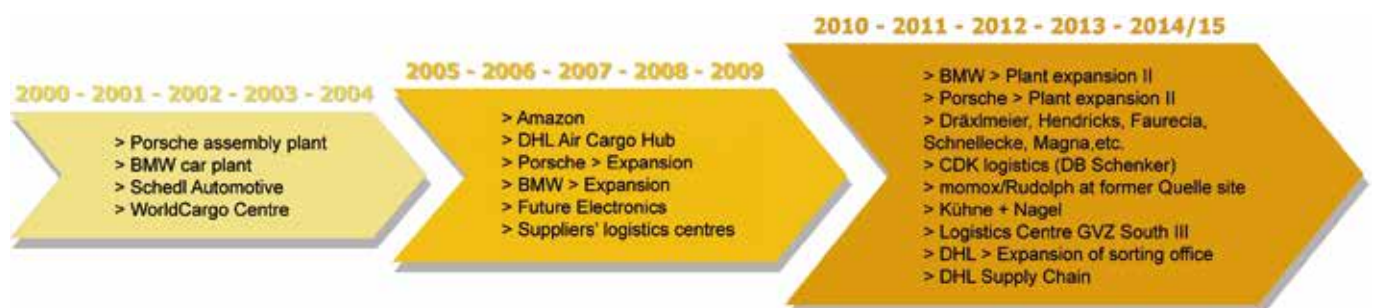 2000 - 2001 - 2002 - 2003 - 2004
> Porsche assembly plant
> BMW car plant
> Schedl Automotive
> WorldCargo Centre
2005 - 2006 - 2007 - 2008 - 2009
> Amazon
> DHL Air Cargo Hub
> Porsche > Expansion
> BMW > Expansion
> Future Electronics
> Suppliers' logistics centres
2010 - 2011 - 2012 - 2013 - 2014/15
> BMW > Plant expansion II
> Porsche > Plant expansion II
> Dräxlmeier, Hendricks, Faurecia,
Schnellecke, Magna,etc.
> CDK logistics (DB Schenker)
> momox/Rudolph at former Quelle site
> Kühne + Nagel
> Logistics Centre GVZ South III
> DHL > Expansion of sorting office
> DHL Supply Chain